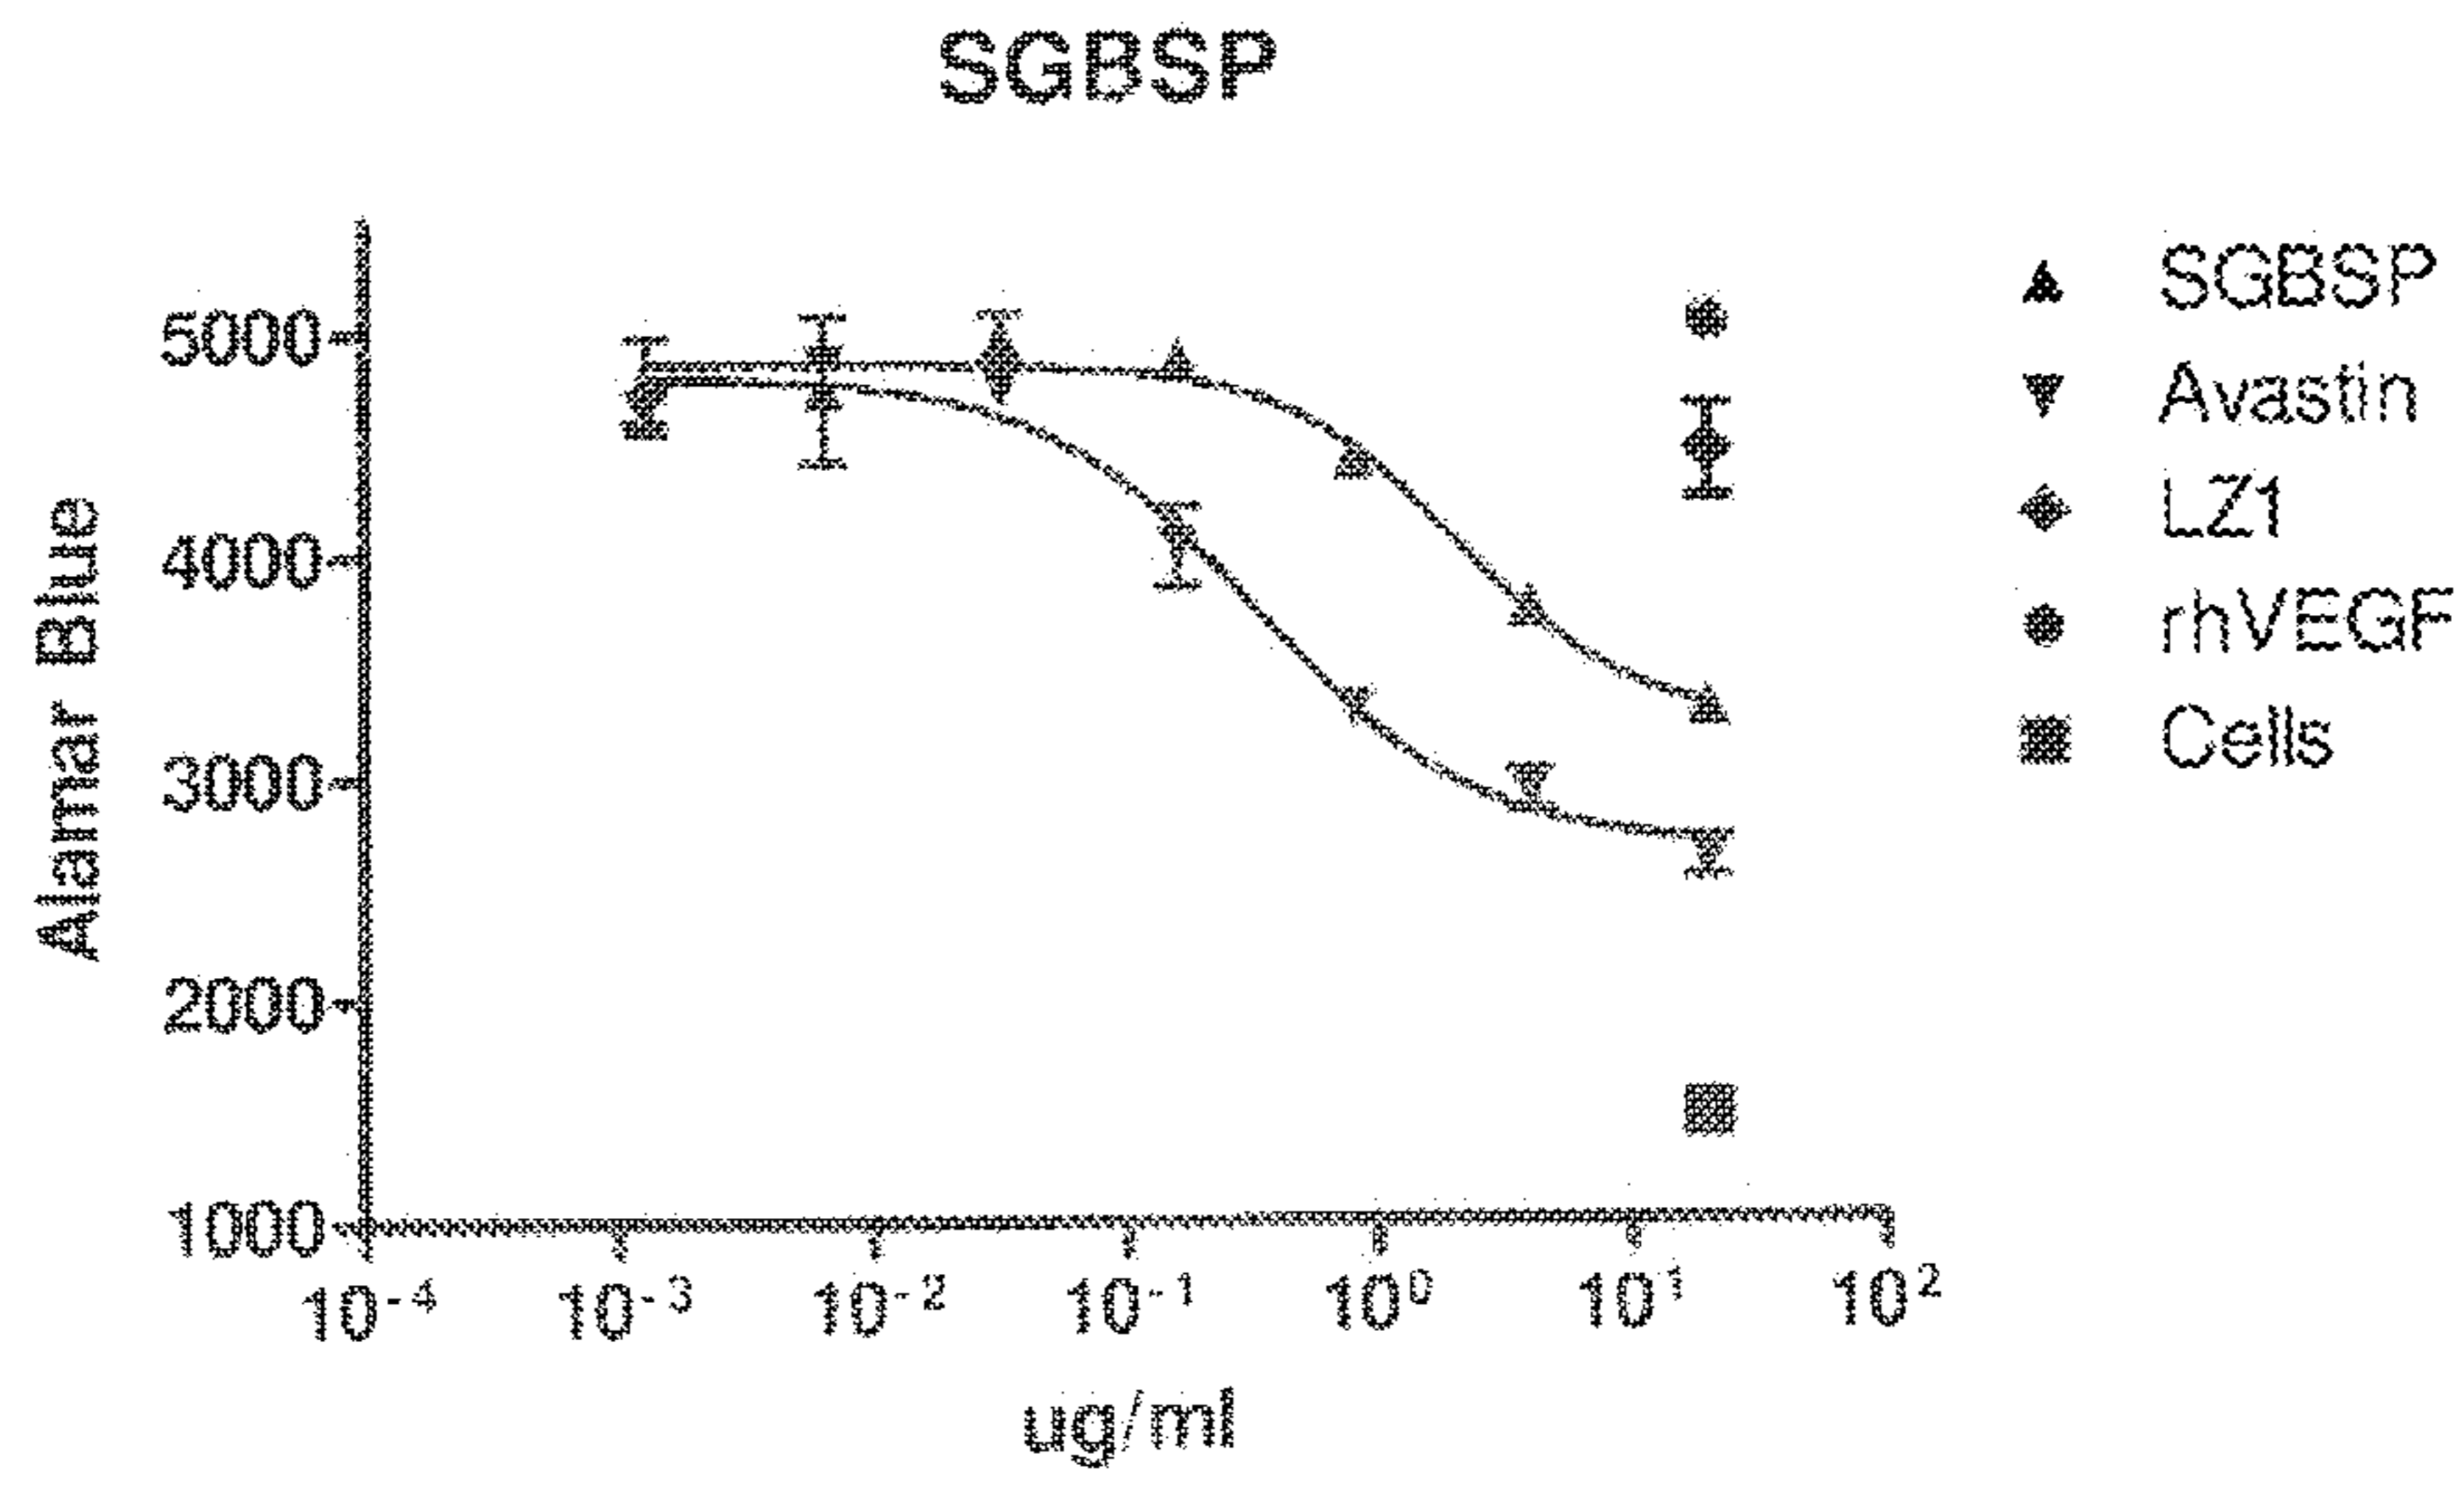 SGBSP
Alamar Blue
5000
4000
3000
2000
1000
10⁻⁴ 10⁻³ 10⁻² 10⁻¹ 10⁰ 10¹ 10²
ug/ml
SGBSP
Avastin
LZ1
rhVEGF
Cells